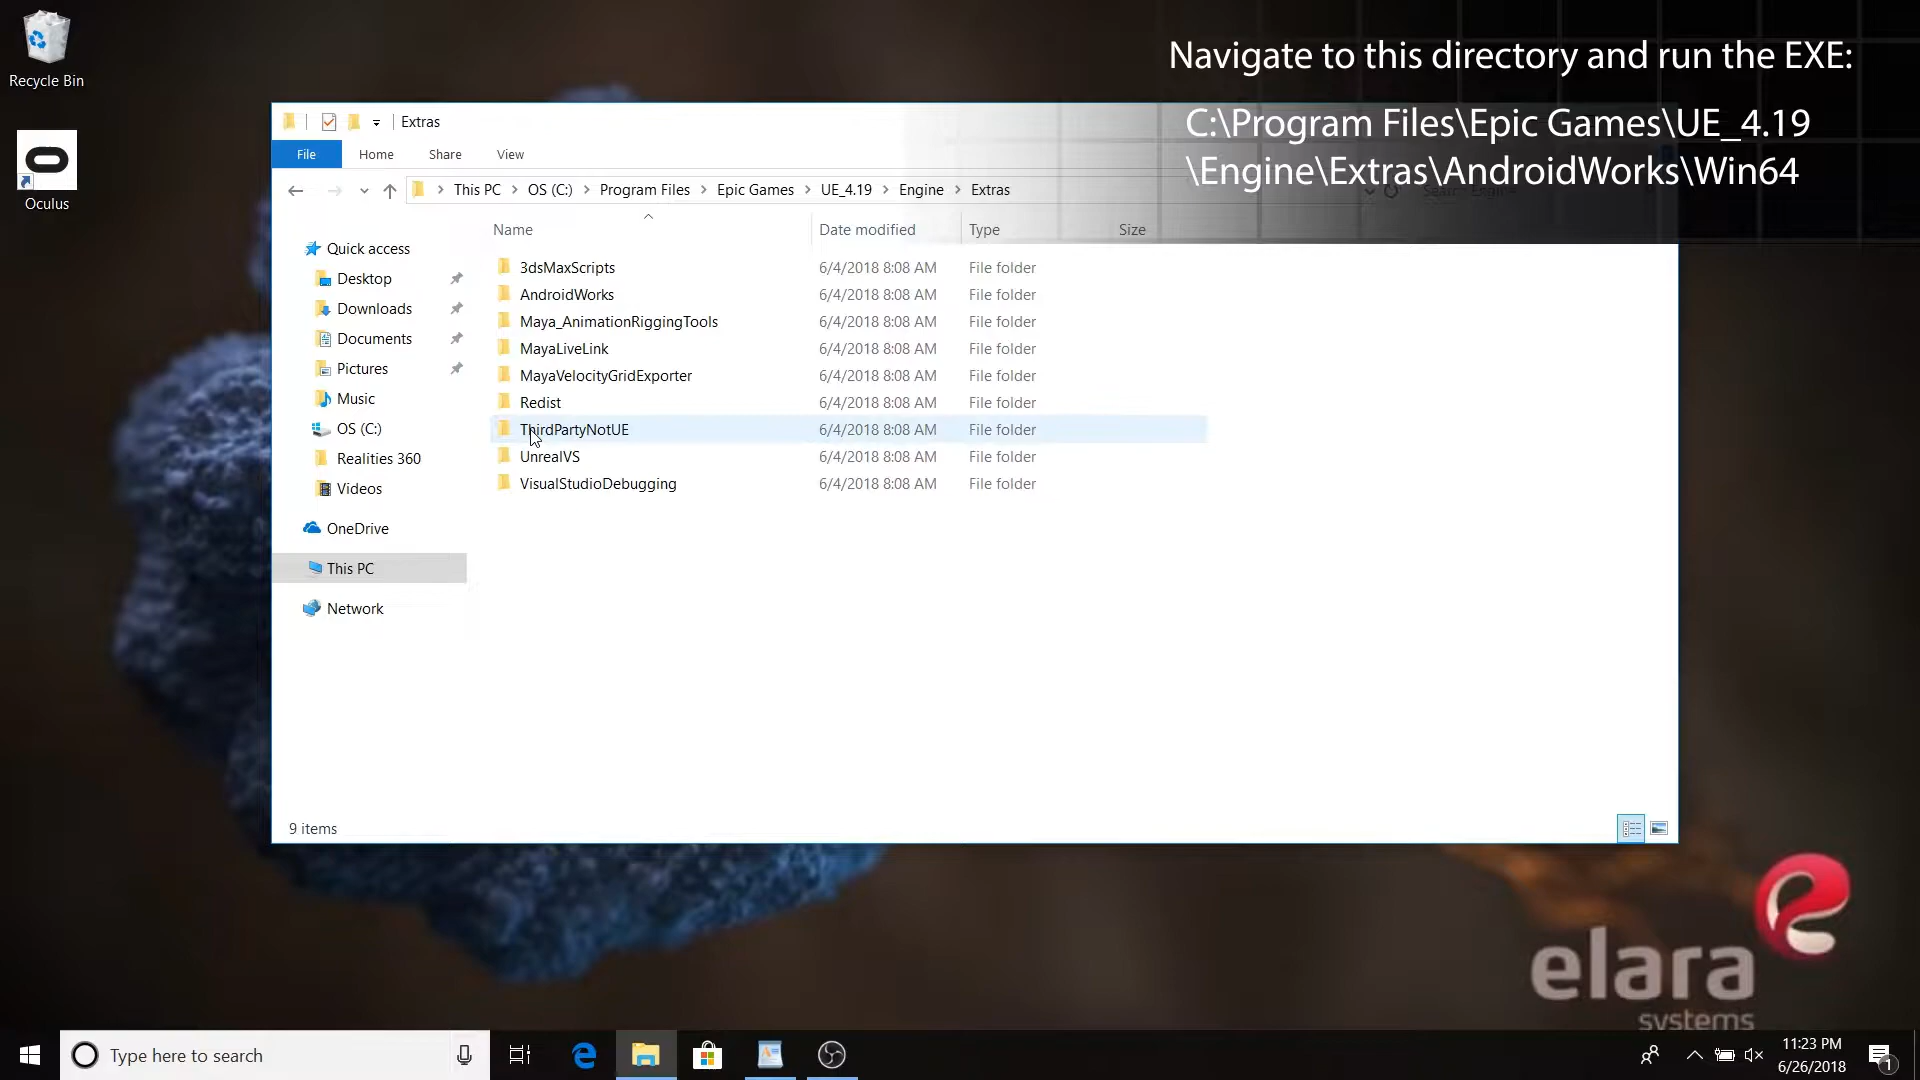 Recycle Bin
Oculus
Navigate to this directory and run the EXE:
C:\Program Files\Epic Games\UE_4.19
\Engine\Extras\AndroidWorks\Win64
Extras
File Home Share View
This PC OS (C:) Program Files Epic Games UE_4.19 Engine Extras
Name Date modified Type Size
Quick access
Desktop
Downloads
Documents
Pictures
Music
OS (C:)
Realities 360
Videos
OneDrive
This PC
Network
3dsMaxScripts 6/4/2018 8:08 AM File folder
AndroidWorks 6/4/2018 8:08 AM File folder
Maya_AnimationRiggingTools 6/4/2018 8:08 AM File folder
MayaLiveLink 6/4/2018 8:08 AM File folder
MayaVelocityGridExporter 6/4/2018 8:08 AM File folder
Redist 6/4/2018 8:08 AM File folder
ThirdPartyNotUE 6/4/2018 8:08 AM File folder
UnrealVS 6/4/2018 8:08 AM File folder
VisualStudioDebugging 6/4/2018 8:08 AM File folder
9 items
elara
systems
Type here to search
11:23 PM
6/26/2018
1